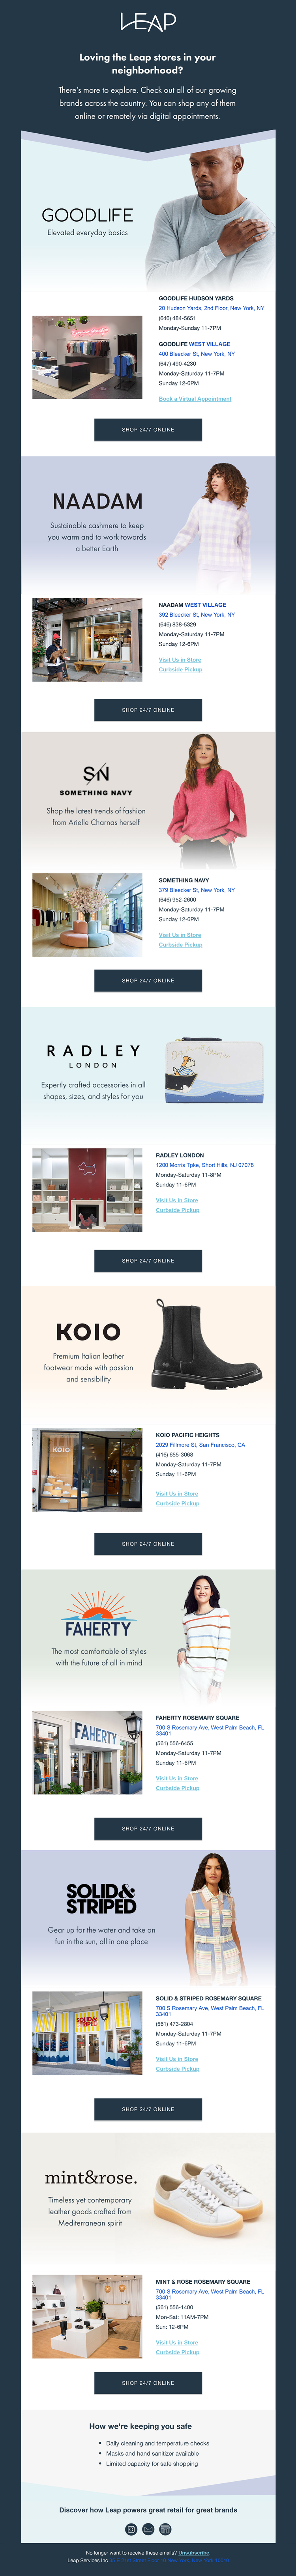 LEAP
Loving the Leap stores in your
neighborhood?
There's more to explore. Check out all of our growing
brands across the country. You can shop any of them
online or remotely via digital appointments.
GOODLIFE
Elevated everyday basics
GOODLIFE HUDSON YARDS
20 Hudson Yards, 2nd Floor, New York, NY
(646) 484-5651
Monday-Sunday 11-7PM
GOODLIFE WEST VILLAGE
400 Bleecker St, New York, NY
(647) 490-4230
Monday-Saturday 11-7PM
Sunday 12-6PM
Book a Virtual Appointment
SHOP 24/7 ONLINE
NAADAM
Sustainable cashmere to keep
you warm and to work towards
a better Earth
NAADAM WEST VILLAGE
392 Bleecker St, New York, NY
(646) 838-5329
Monday-Saturday 11-7PM
Sunday 12-6PM
Visit Us in Store
Curbside Pickup
SHOP 24/7 ONLINE
S/N
SOMETHING NAVY
Shop the latest trends of fashion
from Arielle Charnas herself
SOMETHING NAVY
379 Bleecker St, New York, NY
(646) 952-2600
Monday-Saturday 11-7PM
Sunday 12-6PM
Visit Us in Store
Curbside Pickup
SHOP 24/7 ONLINE
RADLEY
LONDON
Expertly crafted accessories in all
shapes, sizes, and styles for you
RADLEY LONDON
1200 Morris Tpke, Short Hills, NJ 07078
Monday-Saturday 11-8PM
Sunday 11-6PM
Visit Us in Store
Curbside Pickup
SHOP 24/7 ONLINE
KOIO
Premium Italian leather
footwear made with passion
and sensibility
KOIO
KOIO PACIFIC HEIGHTS
2029 Fillmore St, San Francisco, CA
(416) 655-3068
Monday-Saturday 11-7PM
Sunday 11-6PM
Visit Us in Store
Curbside Pickup
SHOP 24/7 ONLINE
FAHERTY
The most comfortable of styles
with the future of all in mind
FAHERTY
FAHERTY ROSEMARY SQUARE
700 S Rosemary Ave, West Palm Beach, FL
33401
(561) 556-6455
Monday-Saturday 11-7PM
Sunday 11-6PM
Visit Us in Store
Curbside Pickup
SHOP 24/7 ONLINE
SOLID&
STRIPED
Gear up for the water and take on
fun in the sun, all in one place
SOLID&
STRIPED
SOLID & STRIPED ROSEMARY SQUARE
700 S Rosemary Ave, West Palm Beach, FL
33401
(561) 473-2804
Monday-Saturday 11-7PM
Sunday 11-6PM
Visit Us in Store
Curbside Pickup
SHOP 24/7 ONLINE
mint&rose.
Timeless yet contemporary
leather goods crafted from
Mediterranean spirit
MINT & ROSE ROSEMARY SQUARE
700 S Rosemary Ave, West Palm Beach, FL
33401
(561) 556-1400
Mon-Sat: 11AM-7PM
Sun: 12-6PM
Visit Us in Store
Curbside Pickup
SHOP 24/7 ONLINE
How we're keeping you safe
• Daily cleaning and temperature checks
• Masks and hand sanitizer available
• Limited capacity for safe shopping
Discover how Leap powers great retail for great brands
No longer want to receive these emails? Unsubscribe.
Leap Services Inc